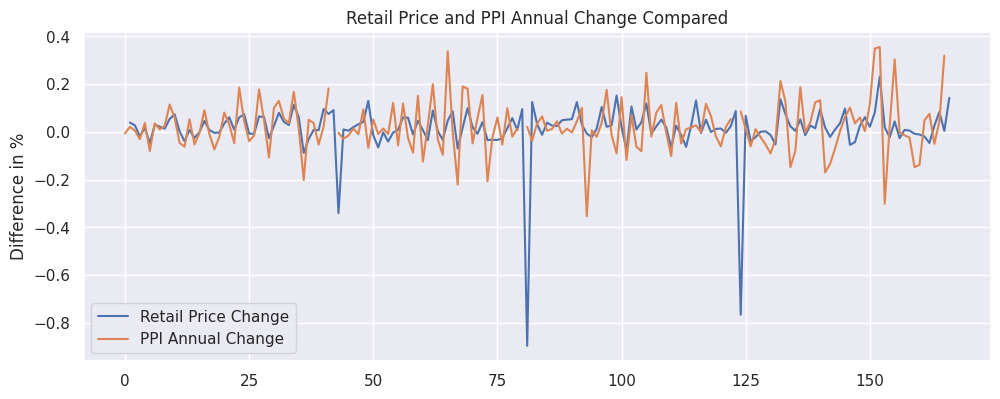 Retail Price and PPI Annual Change Compared
Difference in %
0.4
0.2
0.0
−0.2
−0.4
−0.6
−0.8
Retail Price Change
PPI Annual Change
0 25 50 75 100 125 150